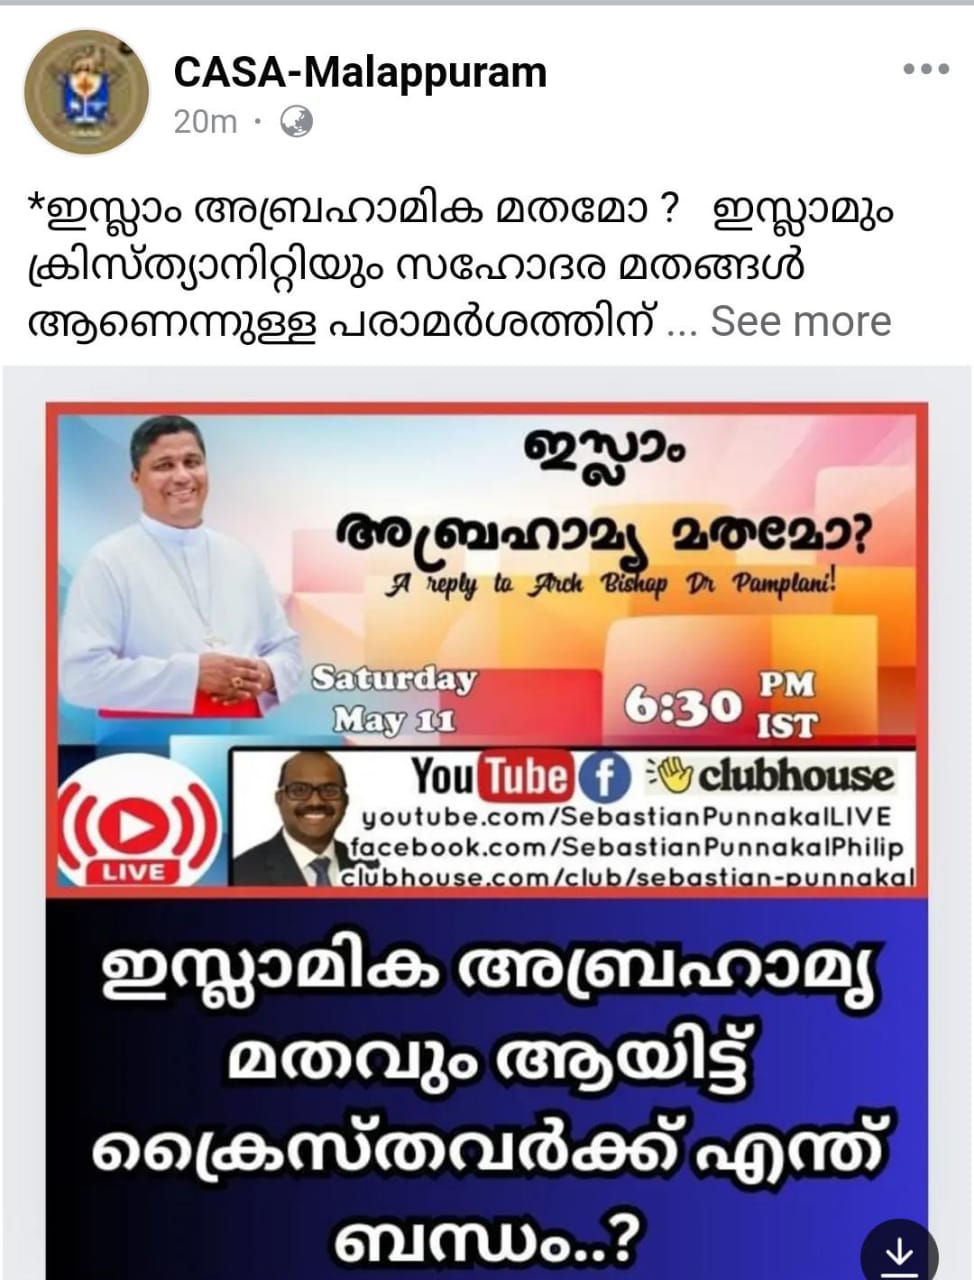 CASA-Malappuram
20m ·
*ഇസ്ലാം അബ്രഹാമിക മതമോ ? ഇസ്ലാമും
ക്രിസ്ത്യാനിറ്റിയും സഹോദര മതങ്ങൾ
ആണെന്നുള്ള പരാമർശത്തിന് ... See more
ഇസ്ലാം
അബ്രഹാമൃ മതമോ?
A reply to Arch Bishop Dr Pamplani!
Saturday
May 11
6:30 PM IST
YouTube f clubhouse
youtube.com/SebastianPunnakalLIVE
facebook.com/SebastianPunnakalPhilip
clubhouse.com/club/sebastian-punnakal
LIVE
ഇസ്ലാമിക അബ്രഹാമൃ
മതവും ആയിട്ട്
ക്രൈസ്തവർക്ക് എന്ത്
ബന്ധം..?